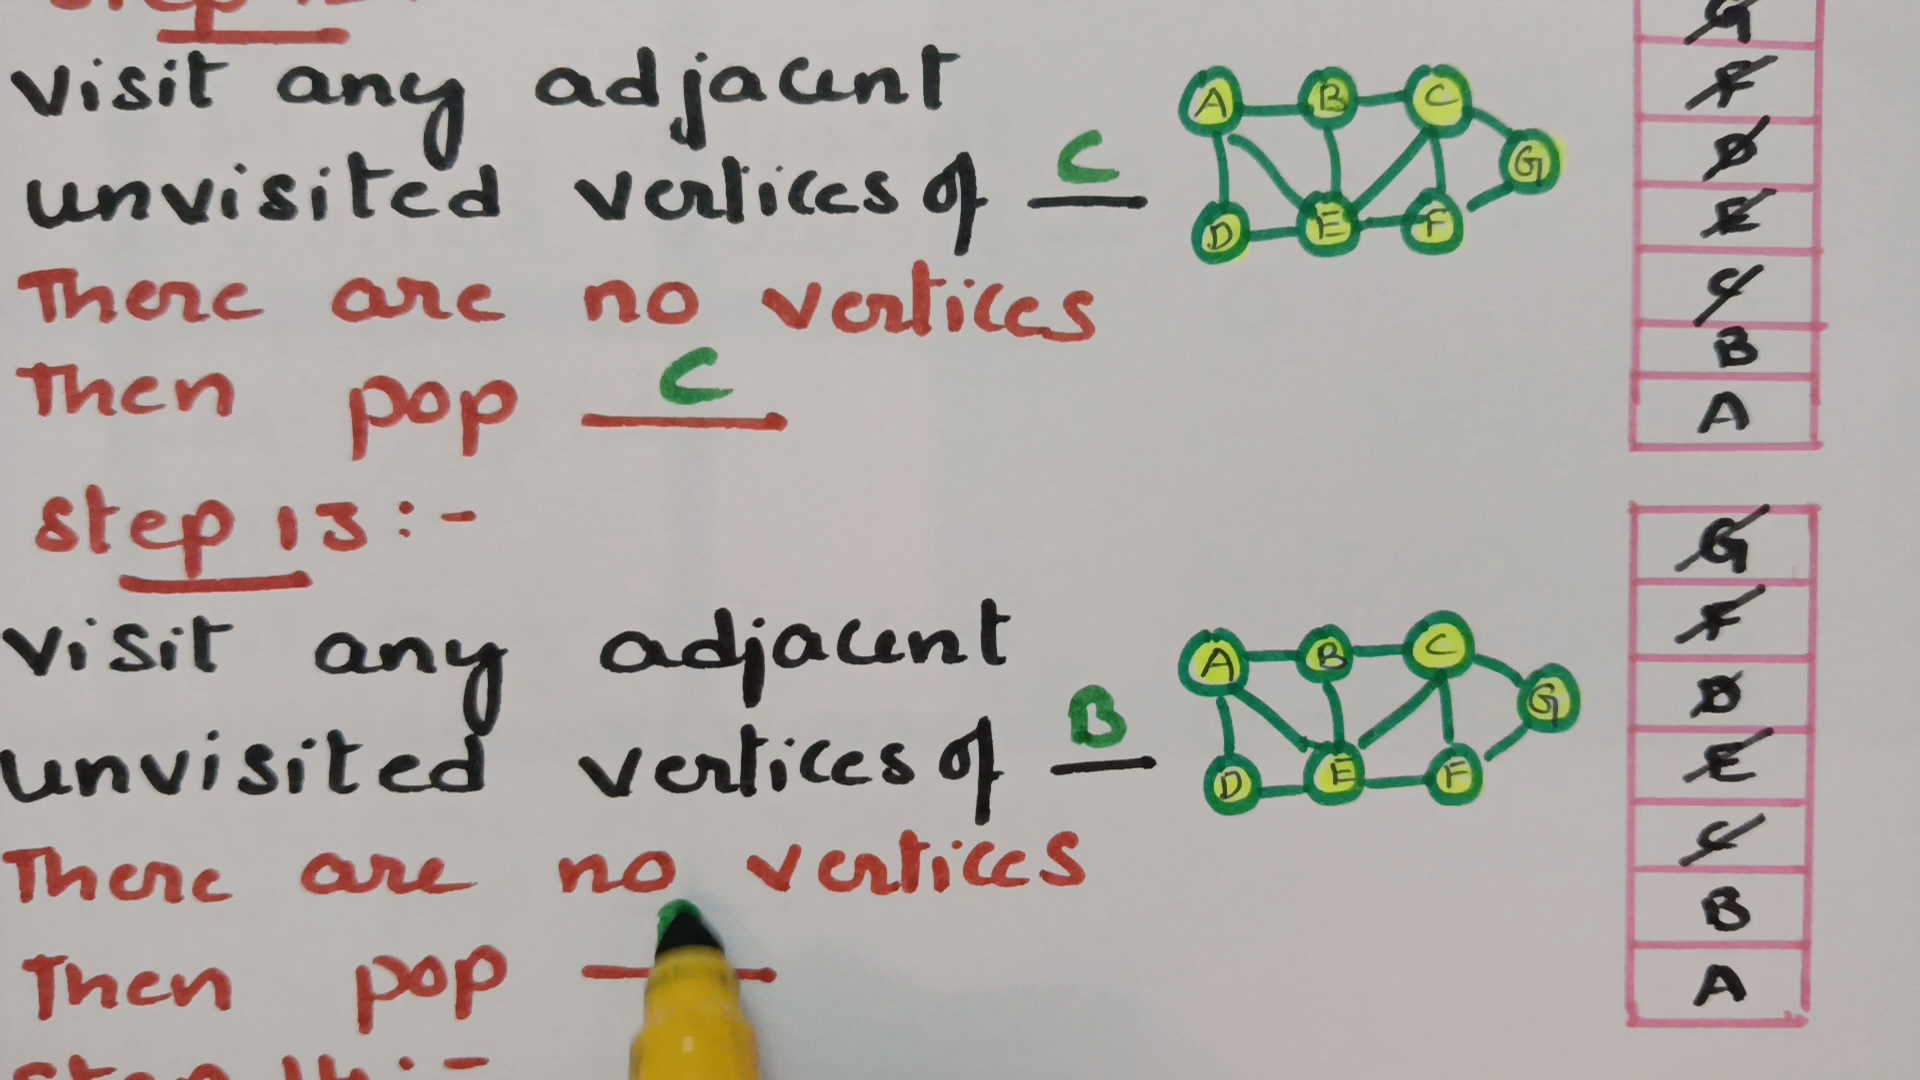 Visit any adjacent
unvisited vertices of C
There are no vertices
Then pop C
A B C
G
D E F
G
F
D
E
C
B
A
Step 13:-
Visit any adjacent
unvisited vertices of B
There are no vertices
Then pop
A B C
G
D E F
G
F
D
E
C
B
A